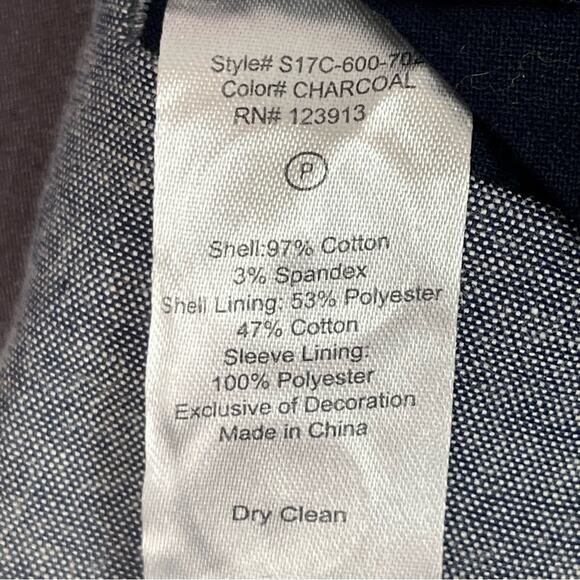 Style# S17C-600-70
Color# CHARCOAL
RN# 123913
P
Shell:97% Cotton
3% Spandex
Shell Lining: 53% Polyester
47% Cotton
Sleeve Lining:
100% Polyester
Exclusive of Decoration
Made in China
Dry Clean